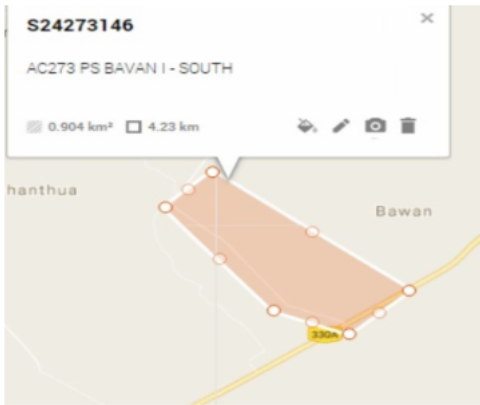 S24273146
AC273 PS BAVAN I - SOUTH
0.904 km² 4.23 km
hanthua
Bawan
330A